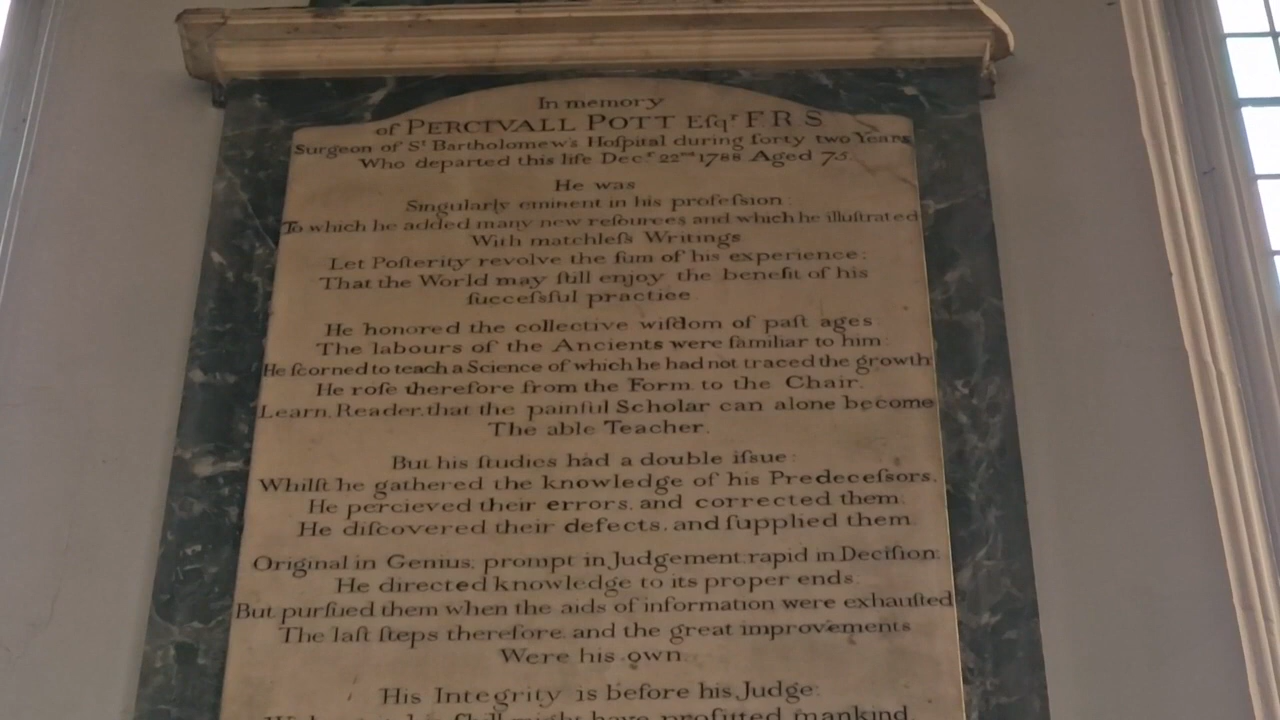 In memory
of PERCIVALL POTT Eſqr F R S
Surgeon of St Bartholomew's Hoſpital during forty two Years
Who departed this life Decr 22nd 1788 Aged 75.
He was
Singularly eminent in his profeſsion:
To which he added many new reſources and which he illuſtrated
With matchleſs Writings
Let Poſterity revolve the ſum of his experience:
That the World may ſtill enjoy the benefit of his
ſucceſsful practice.
He honored the collective wiſdom of paſt ages:
The labours of the Ancients were familiar to him:
He ſcorned to teach a Science of which he had not traced the growth:
He roſe therefore from the Form to the Chair.
Learn, Reader, that the painful Scholar can alone become
The able Teacher.
But his ſtudies had a double iſsue:
Whilſt he gathered the knowledge of his Predeceſsors,
He percieved their errors, and corrected them:
He diſcovered their defects, and ſupplied them.
Original in Genius, prompt in Judgement, rapid in Deciſion:
He directed knowledge to its proper ends:
But purſued them when the aids of information were exhauſted
The laſt ſteps therefore and the great improvements
Were his own.
His Integrity is before his Judge:
Skill might have profited mankind,